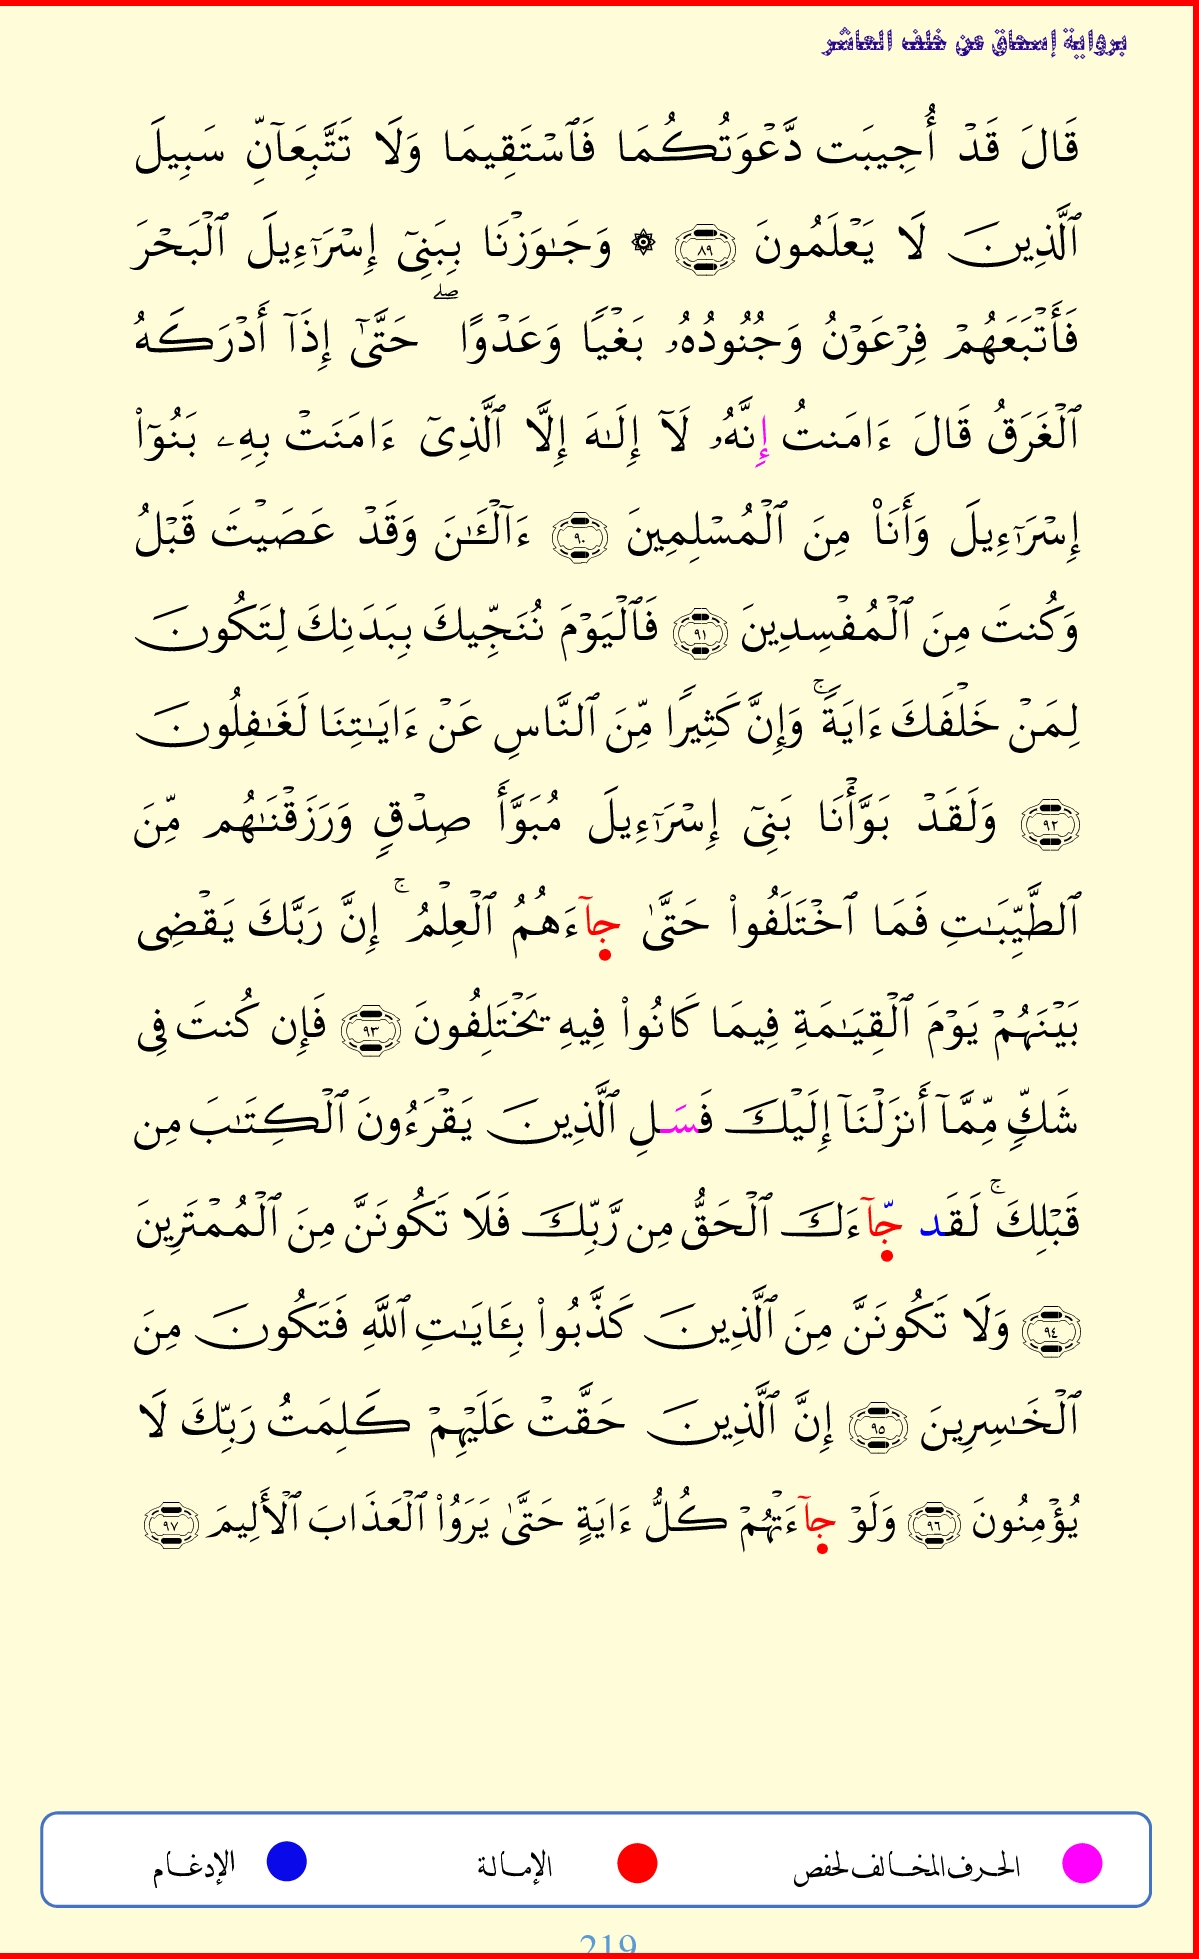 برواية إسحاق عن خلف العاشر
قَالَ قَدۡ أُجِيبَت دَّعۡوَتُكُمَا فَٱسۡتَقِيمَا وَلَا تَتَّبِعَآنِّ سَبِيلَ
ٱلَّذِينَ لَا يَعۡلَمُونَ ٨٩ ۞ وَجَٰوَزۡنَا بِبَنِيٓ إِسۡرَٰٓءِيلَ ٱلۡبَحۡرَ
فَأَتۡبَعَهُمۡ فِرۡعَوۡنُ وَجُنُودُهُۥ بَغۡيٗا وَعَدۡوًاۖ حَتَّىٰٓ إِذَآ أَدۡرَكَهُ
ٱلۡغَرَقُ قَالَ ءَامَنتُ إِنَّهُۥ لَآ إِلَٰهَ إِلَّا ٱلَّذِيٓ ءَامَنَتۡ بِهِۦ بَنُوٓاْ
إِسۡرَٰٓءِيلَ وَأَنَا۠ مِنَ ٱلۡمُسۡلِمِينَ ٩٠ ءَآلۡـَٰٔنَ وَقَدۡ عَصَيۡتَ قَبۡلُ
وَكُنتَ مِنَ ٱلۡمُفۡسِدِينَ ٩١ فَٱلۡيَوۡمَ نُنَجِّيكَ بِبَدَنِكَ لِتَكُونَ
لِمَنۡ خَلۡفَكَ ءَايَةٗۚ وَإِنَّ كَثِيرٗا مِّنَ ٱلنَّاسِ عَنۡ ءَايَٰتِنَا لَغَٰفِلُونَ
٩٢ وَلَقَدۡ بَوَّأۡنَا بَنِيٓ إِسۡرَٰٓءِيلَ مُبَوَّأَ صِدۡقٖ وَرَزَقۡنَٰهُم مِّنَ
ٱلطَّيِّبَٰتِ فَمَا ٱخۡتَلَفُواْ حَتَّىٰ جَآءَهُمُ ٱلۡعِلۡمُۚ إِنَّ رَبَّكَ يَقۡضِي
بَيۡنَهُمۡ يَوۡمَ ٱلۡقِيَٰمَةِ فِيمَا كَانُواْ فِيهِ يَخۡتَلِفُونَ ٩٣ فَإِن كُنتَ فِي
شَكّٖ مِّمَّآ أَنزَلۡنَآ إِلَيۡكَ فَسَلِ ٱلَّذِينَ يَقۡرَءُونَ ٱلۡكِتَٰبَ مِن
قَبۡلِكَۚ لَقَد جَّآءَكَ ٱلۡحَقُّ مِن رَّبِّكَ فَلَا تَكُونَنَّ مِنَ ٱلۡمُمۡتَرِينَ
٩٤ وَلَا تَكُونَنَّ مِنَ ٱلَّذِينَ كَذَّبُواْ بِـَٔايَٰتِ ٱللَّهِ فَتَكُونَ مِنَ
ٱلۡخَٰسِرِينَ ٩٥ إِنَّ ٱلَّذِينَ حَقَّتۡ عَلَيۡهِمۡ كَلِمَتُ رَبِّكَ لَا
يُؤۡمِنُونَ ٩٦ وَلَوۡ جَآءَتۡهُمۡ كُلُّ ءَايَةٍ حَتَّىٰ يَرَوُاْ ٱلۡعَذَابَ ٱلۡأَلِيمَ ٩٧
الحرف المخالف لحفص الإمالة الإدغام
219